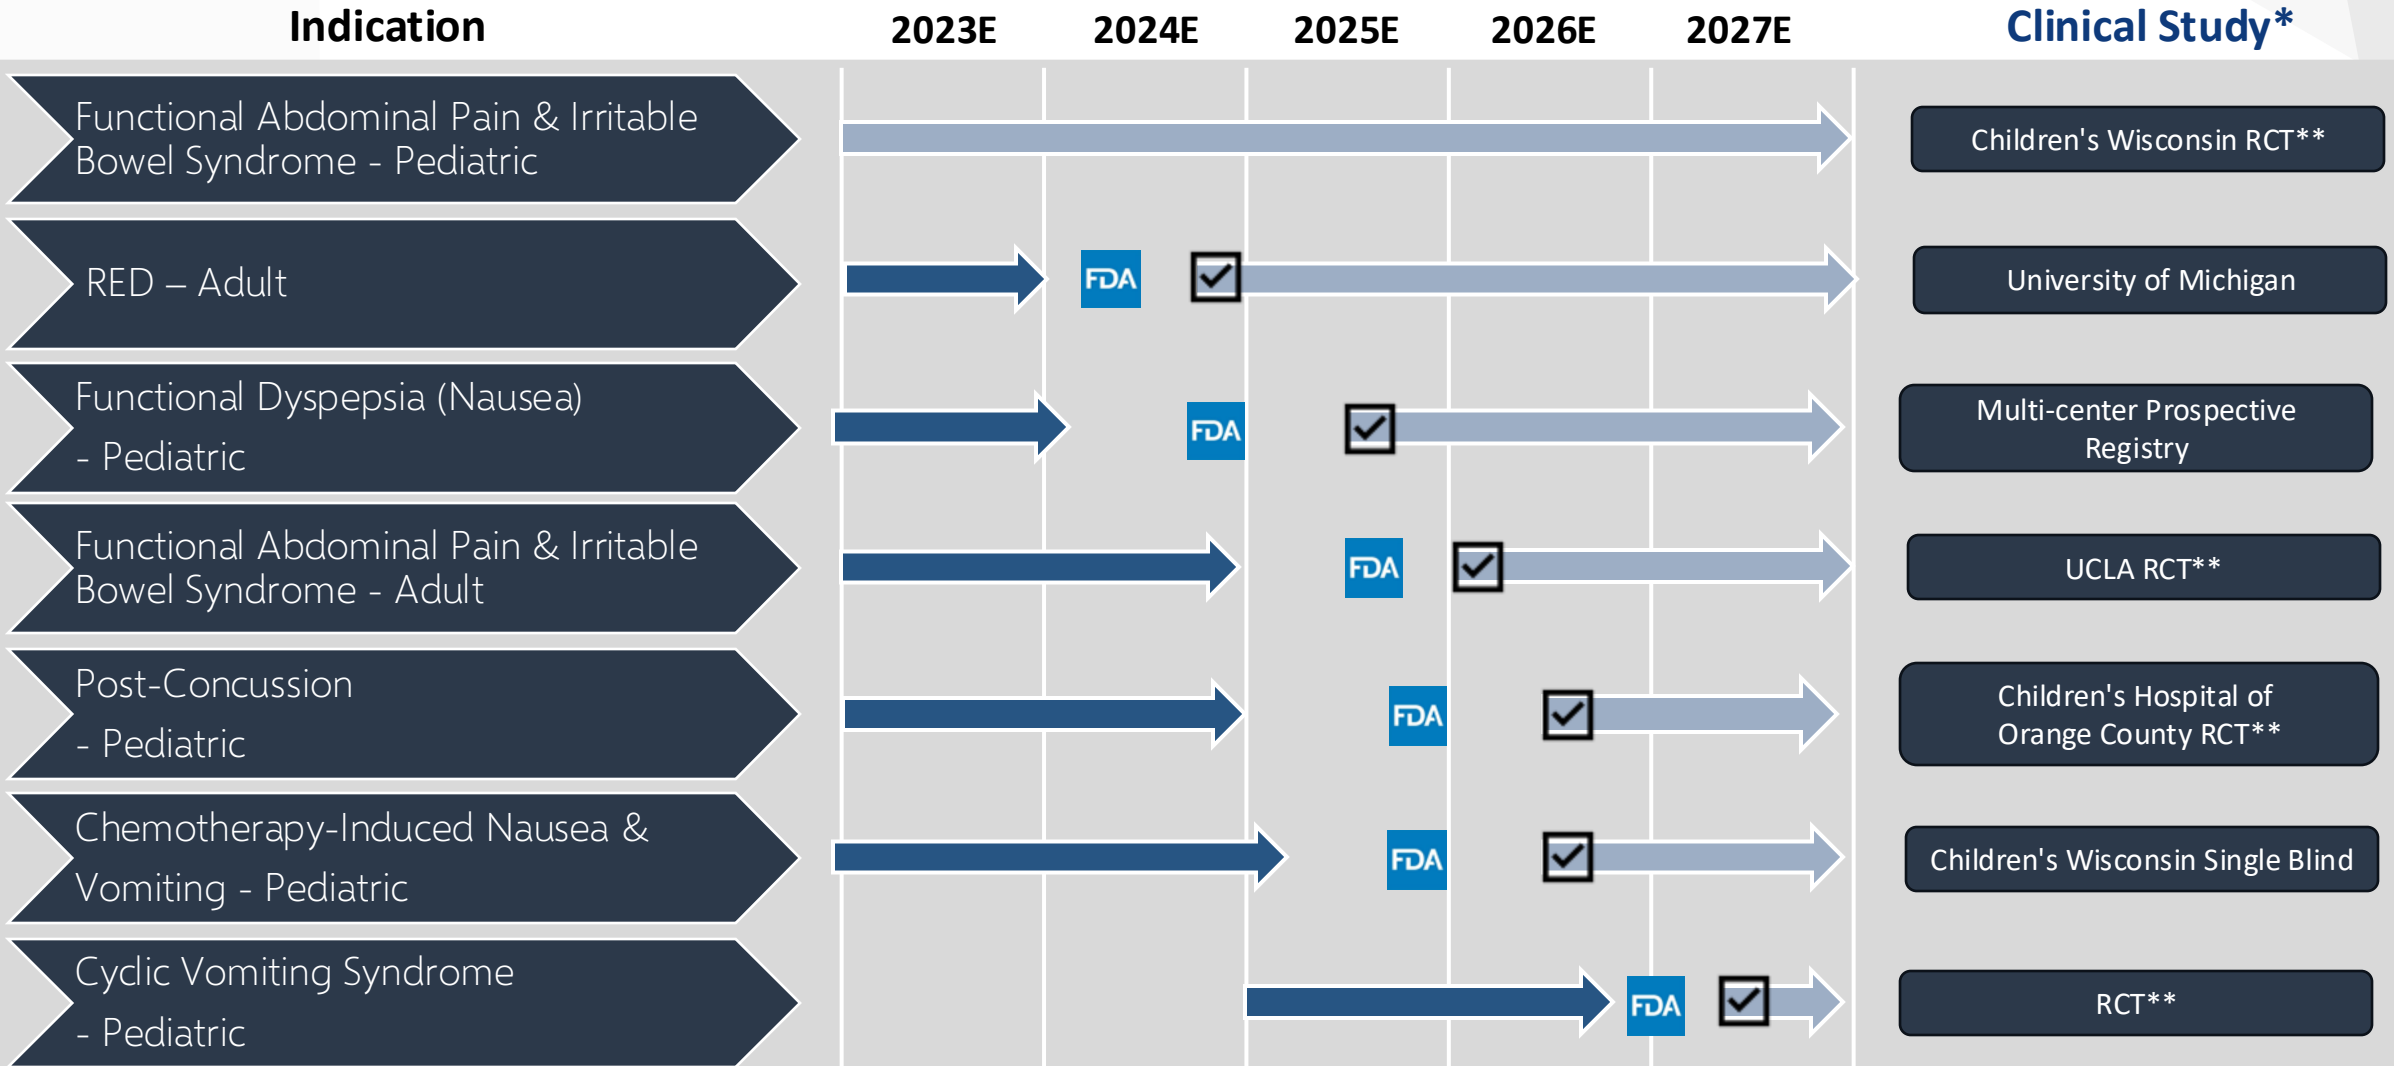 Indication 2023E 2024E 2025E 2026E 2027E Clinical Study*
Functional Abdominal Pain & Irritable
Bowel Syndrome - Pediatric
Children's Wisconsin RCT**
RED – Adult
FDA
University of Michigan
Functional Dyspepsia (Nausea)
- Pediatric
FDA
Multi-center Prospective
Registry
Functional Abdominal Pain & Irritable
Bowel Syndrome - Adult
FDA
UCLA RCT**
Post-Concussion
- Pediatric
FDA
Children's Hospital of
Orange County RCT**
Chemotherapy-Induced Nausea &
Vomiting - Pediatric
FDA
Children's Wisconsin Single Blind
Cyclic Vomiting Syndrome
- Pediatric
FDA
RCT**